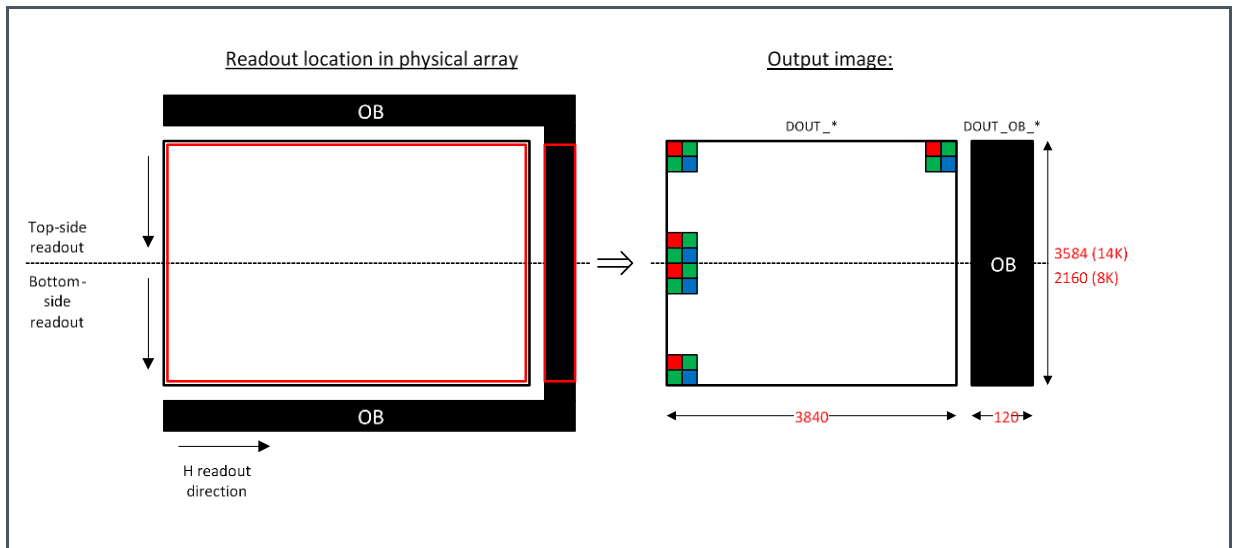 Readout location in physical array
Output image:
OB
DOUT_*
DOUT_OB_*
Top-side
readout
Bottom-
side
readout
OB
3584 (14K)
2160 (8K)
OB
3840
120
H readout
direction